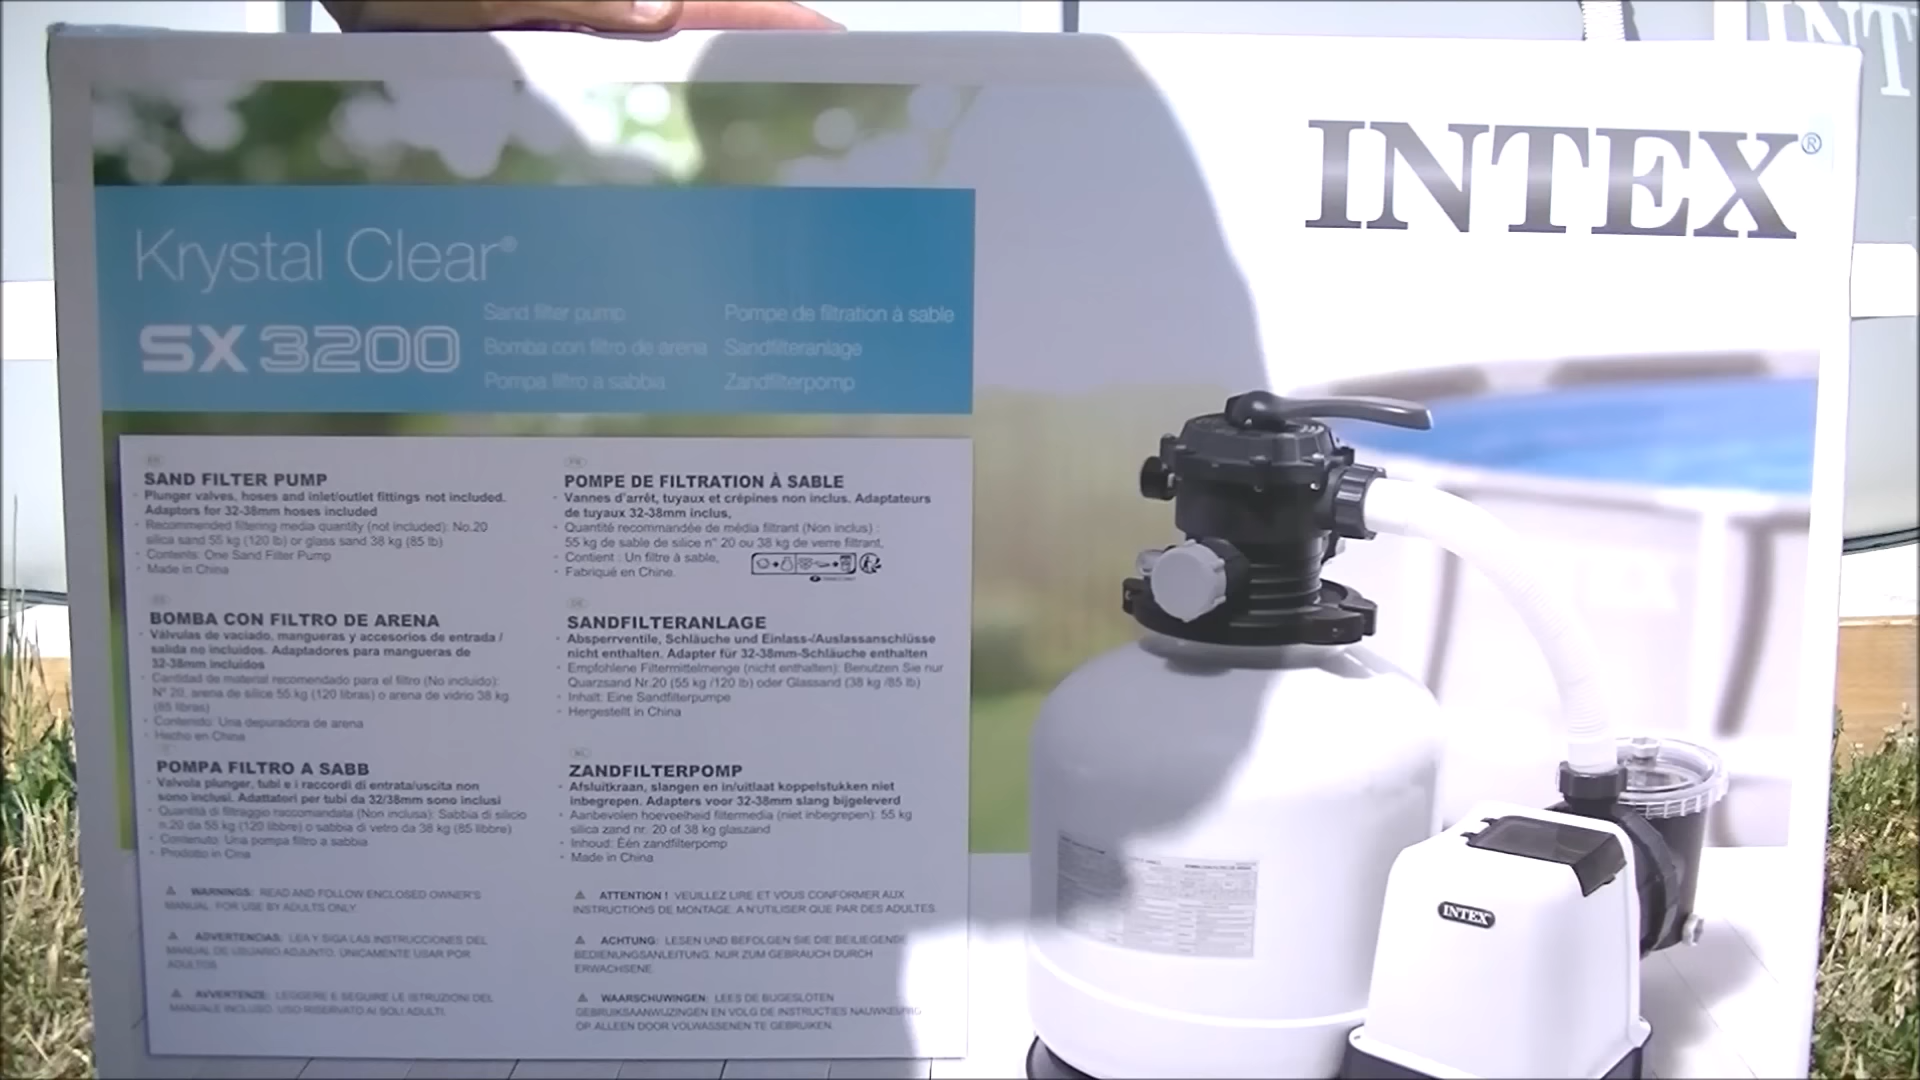 INT
INTEX®
Krystal Clear®
SX 3200
Sand filter pump
Bomba con filtro de arena
Pompa filtro a sabbia
Pompe de filtration à sable
Sandfilteranlage
Zandfilterpomp
SAND FILTER PUMP
· Plunger valves, hoses and inlet/outlet fittings not included.
Adaptors for 32-38mm hoses included
· Recommended filtering media quantity (not included): No.20
silica sand 55 kg (120 lb) or glass sand 38 kg (85 lb)
· Contents: One Sand Filter Pump
· Made in China
BOMBA CON FILTRO DE ARENA
· Válvulas de vaciado, mangueras y accesorios de entrada /
salida no incluidos. Adaptadores para mangueras de
32-38mm incluidos
· Cantidad de material recomendado para el filtro (No incluido):
N° 20, arena de sílice 55 kg (120 libras) o arena de vidrio 38 kg
(85 libras)
· Contenido: Una depuradora de arena
· Hecho en China
POMPA FILTRO A SABB
· Valvola plunger, tubi e i raccordi di entrata/uscita non
sono inclusi. Adattatori per tubi da 32/38mm sono inclusi
· Quantità di filtraggio raccomandata (Non inclusa): Sabbia di silicio
n.20 da 55 kg (120 libbre) o sabbia di vetro da 38 kg (85 libbre)
· Contenuto: Una pompa filtro a sabbia
· Prodotto in Cina
WARNINGS: READ AND FOLLOW ENCLOSED OWNER'S
MANUAL. FOR USE BY ADULTS ONLY.
ADVERTENCIAS: LEA Y SIGA LAS INSTRUCCIONES DEL
MANUAL DE USUARIO ADJUNTO. ÚNICAMENTE USAR POR
ADULTOS.
AVVERTENZE: LEGGERE E SEGUIRE LE ISTRUZIONI DEL
MANUALE INCLUSO. USO RISERVATO AI SOLI ADULTI.
POMPE DE FILTRATION À SABLE
· Vannes d'arrêt, tuyaux et crépines non inclus. Adaptateurs
de tuyaux 32-38mm inclus,
· Quantité recommandée de média filtrant (Non inclus) :
55 kg de sable de silice n° 20 ou 38 kg de verre filtrant.
· Contient : Un filtre à sable,
· Fabriqué en Chine.
SANDFILTERANLAGE
· Absperrventile, Schläuche und Einlass-/Auslassanschlüsse
nicht enthalten. Adapter für 32-38mm-Schläuche enthalten
· Empfohlene Filtermittelmenge (nicht enthalten): Benutzen Sie nur
Quarzsand Nr.20 (55 kg /120 lb) oder Glassand (38 kg /85 lb)
· Inhalt: Eine Sandfilterpumpe
· Hergestellt in China
ZANDFILTERPOMP
· Afsluitkraan, slangen en in/uitlaat koppelstukken niet
inbegrepen. Adapters voor 32-38mm slang bijgeleverd
· Aanbevolen hoeveelheid filtermedia (niet inbegrepen): 55 kg
silica zand nr. 20 of 38 kg glaszand
· Inhoud: Één zandfilterpomp
· Made in China
ATTENTION ! VEUILLEZ LIRE ET VOUS CONFORMER AUX
INSTRUCTIONS DE MONTAGE. A N'UTILISER QUE PAR DES ADULTES.
ACHTUNG: LESEN UND BEFOLGEN SIE DIE BEILIEGENDE
BEDIENUNGSANLEITUNG. NUR ZUM GEBRAUCH DURCH
ERWACHSENE.
WAARSCHUWINGEN: LEES DE BIJGESLOTEN
GEBRUIKSAANWIJZINGEN EN VOLG DE INSTRUCTIES NAUWKEURIG
OP. ALLEEN DOOR VOLWASSENEN TE GEBRUIKEN.
INTEX